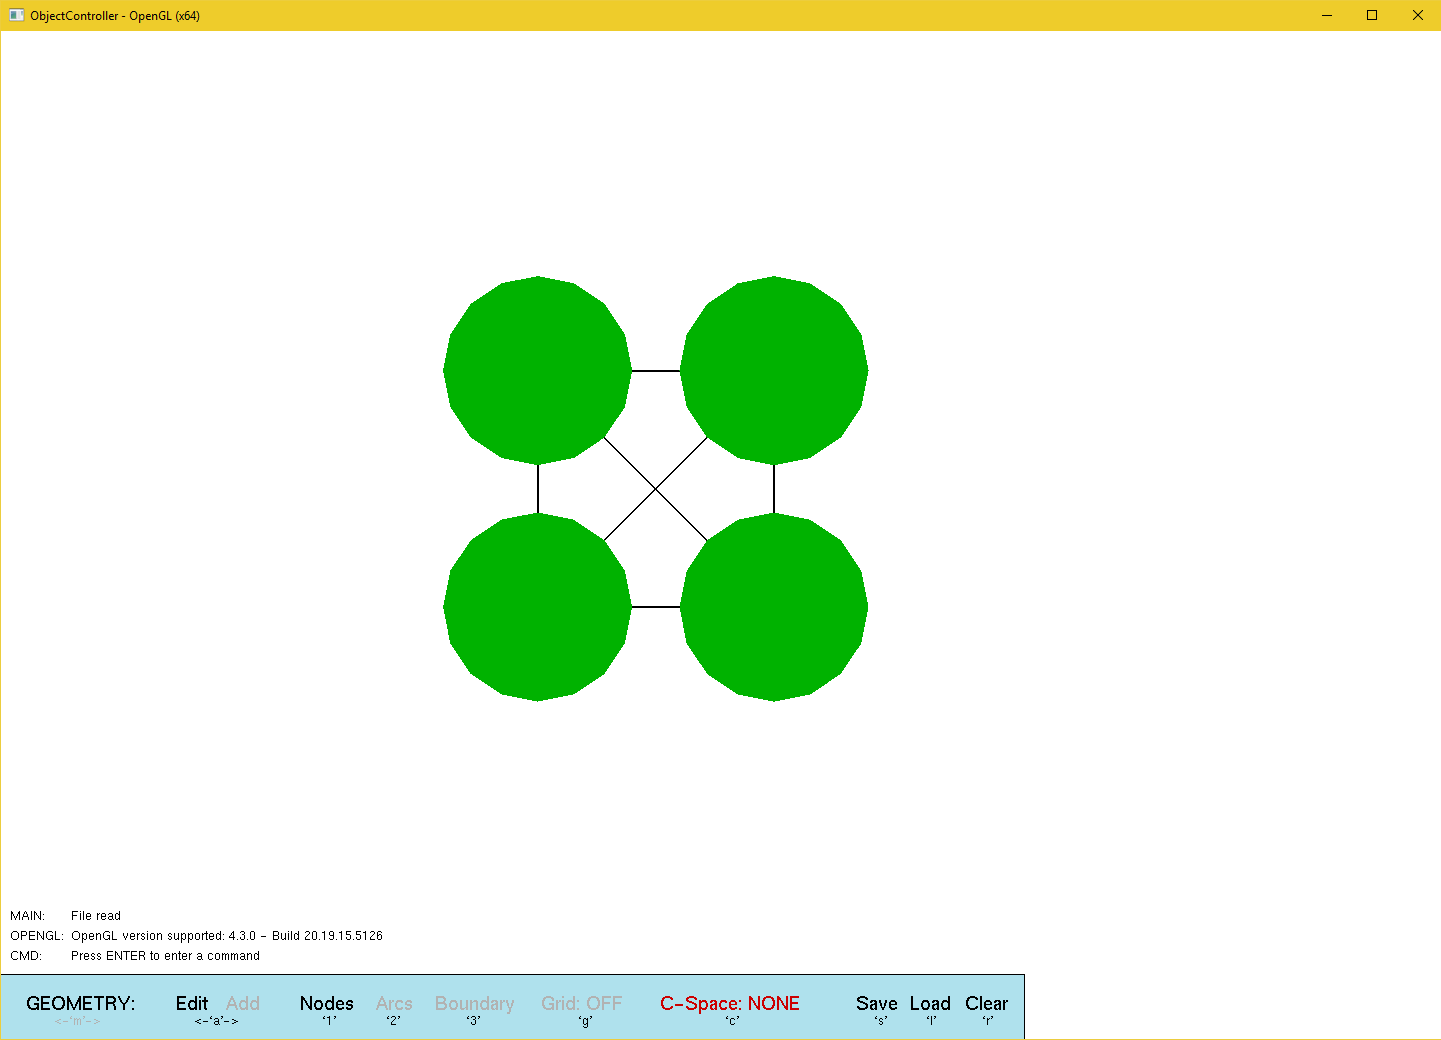 ObjectController - OpenGL (x64)
MAIN: File read
OPENGL: OpenGL version supported: 4.3.0 - Build 20.19.15.5126
CMD: Press ENTER to enter a command
GEOMETRY: Edit Add Nodes Arcs Boundary Grid: OFF C-Space: NONE Save Load Clear
<-'m'-> <-'a'-> '1' '2' '3' 'g' 'c' 's' 'l' 'r'